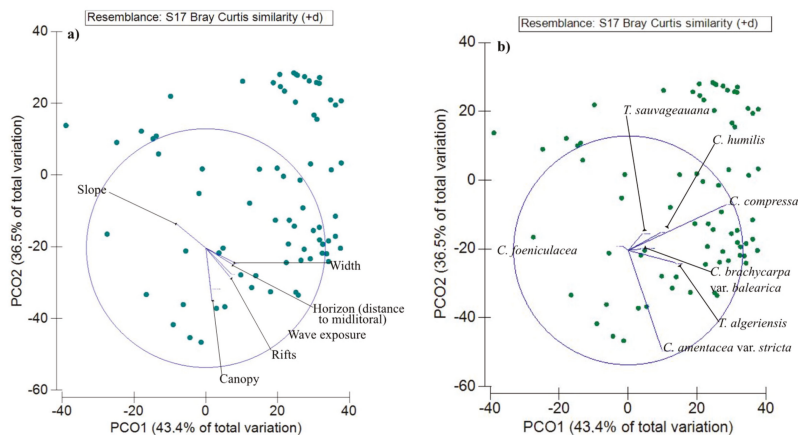 Resemblance: S17 Bray Curtis similarity (+d)
a)
40
20
0
-20
-40
-60
PCO2 (36.5% of total variation)
-40
-20
0
20
40
PCO1 (43.4% of total variation)
Slope
Width
Horizon (distance
to midlitoral)
Wave exposure
Rifts
Canopy
Resemblance: S17 Bray Curtis similarity (+d)
b)
40
20
0
-20
-40
-60
PCO2 (36.5% of total variation)
-40
-20
0
20
40
PCO1 (43.4% of total variation)
T. sauvageauana
C. humilis
C. compressa
C. foeniculacea
C. brachycarpa
var. balearica
T. algeriensis
C. amentacea var. stricta